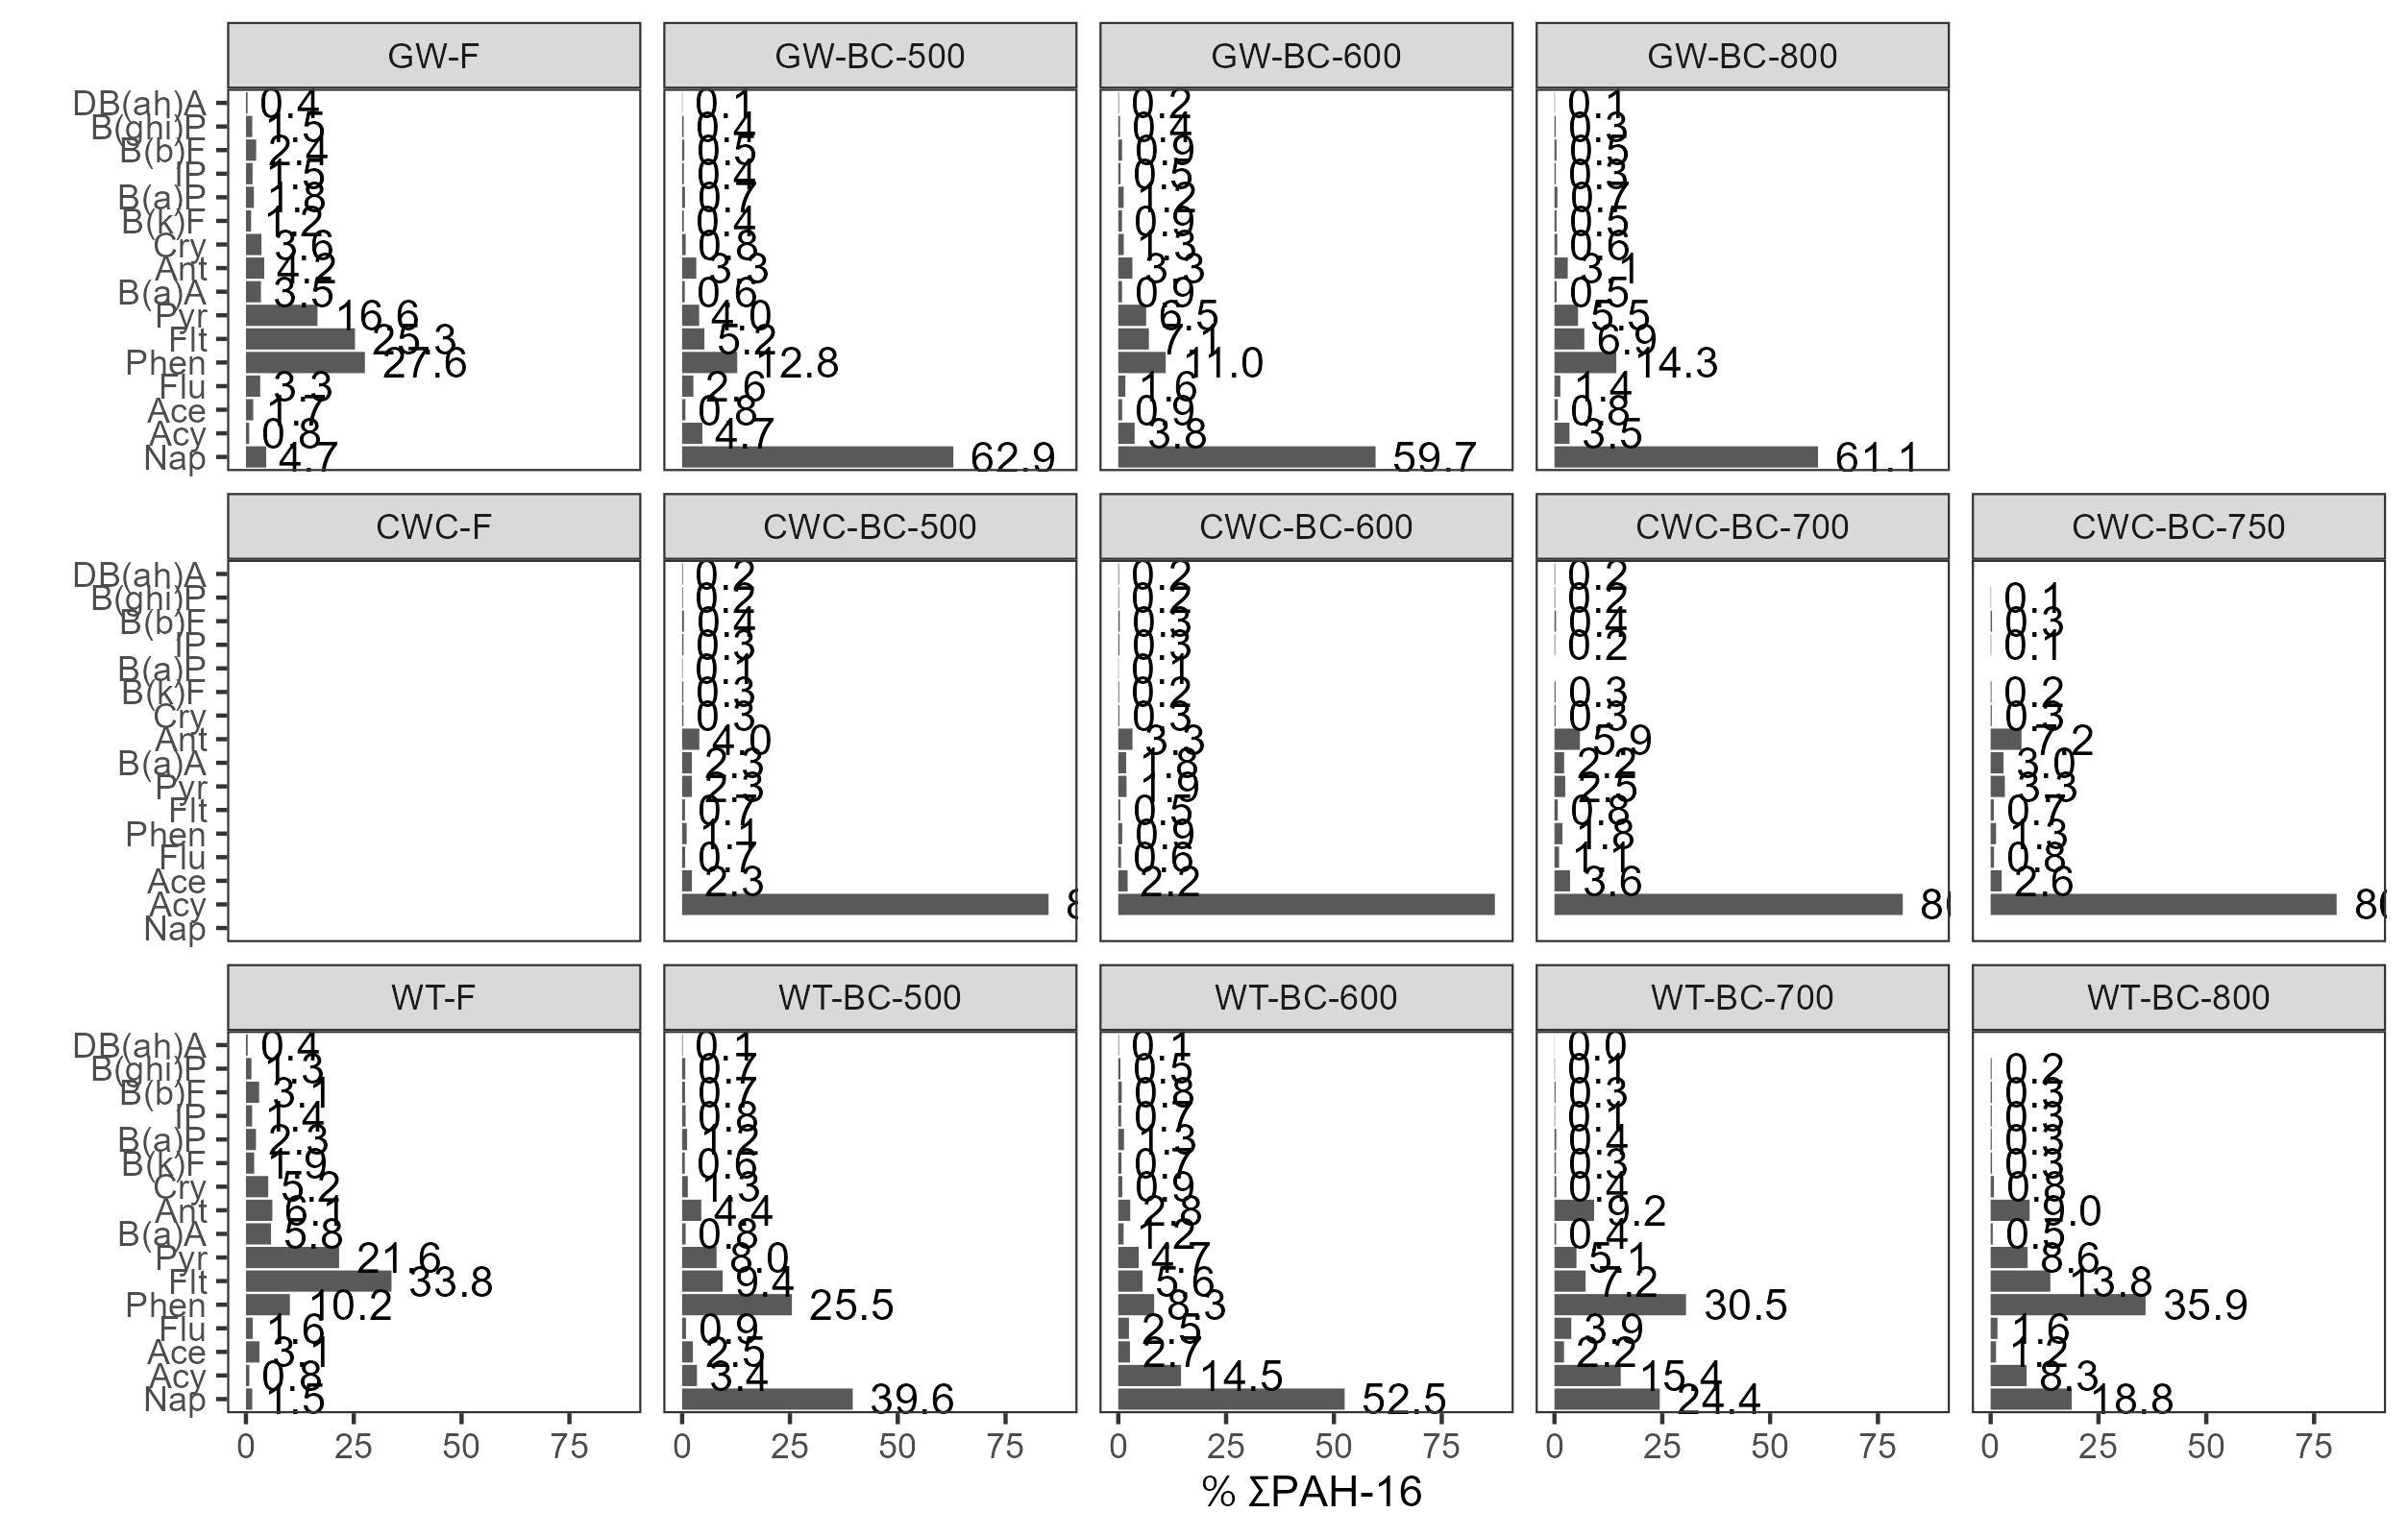 GW-F GW-BC-500 GW-BC-600 GW-BC-800
DB(ah)A 0.4 0.1 0.2 0.1
B(ghi)P 1.5 0.4 0.4 0.3
B(b)F 2.4 0.5 0.9 0.5
IP 1.5 0.4 0.5 0.3
B(a)P 1.8 0.7 1.2 0.7
B(k)F 1.2 0.4 0.9 0.5
Cry 3.6 0.8 1.3 0.6
Ant 4.2 3.3 3.3 3.1
B(a)A 3.5 0.6 0.9 0.5
Pyr 16.6 4.0 6.5 5.5
Flt 25.3 5.2 7.1 6.9
Phen 27.6 12.8 11.0 14.3
Flu 3.3 2.6 1.6 1.4
Ace 1.7 0.8 0.9 0.8
Acy 0.8 4.7 3.8 3.5
Nap 4.7 62.9 59.7 61.1
CWC-F CWC-BC-500 CWC-BC-600 CWC-BC-700 CWC-BC-750
DB(ah)A 0.2 0.2 0.2
B(ghi)P 0.2 0.2 0.2 0.1
B(b)F 0.4 0.3 0.4 0.3
IP 0.3 0.3 0.2 0.1
B(a)P 0.1 0.1
B(k)F 0.3 0.2 0.3 0.2
Cry 0.3 0.3 0.3 0.3
Ant 4.0 3.3 5.9 7.2
B(a)A 2.3 1.8 2.2 3.0
Pyr 2.3 1.9 2.5 3.3
Flt 0.7 0.5 0.8 0.7
Phen 1.1 0.9 1.8 1.3
Flu 0.7 0.6 1.1 0.8
Ace 2.3 2.2 3.6 2.6
Acy
Nap
WT-F WT-BC-500 WT-BC-600 WT-BC-700 WT-BC-800
DB(ah)A 0.4 0.1 0.1 0.0
B(ghi)P 1.3 0.7 0.5 0.1 0.2
B(b)F 3.1 0.7 0.8 0.3 0.3
IP 1.4 0.8 0.7 0.1 0.3
B(a)P 2.3 1.2 1.3 0.4 0.3
B(k)F 1.9 0.6 0.7 0.3 0.3
Cry 5.2 1.3 0.9 0.4 0.8
Ant 6.1 4.4 2.8 9.2 9.0
B(a)A 5.8 0.8 1.2 0.4 0.5
Pyr 21.6 8.0 4.7 5.1 8.6
Flt 33.8 9.4 5.6 7.2 13.8
Phen 10.2 25.5 8.3 30.5 35.9
Flu 1.6 0.9 2.5 3.9 1.6
Ace 3.1 2.5 2.7 2.2 1.2
Acy 0.8 3.4 14.5 15.4 8.3
Nap 1.5 39.6 52.5 24.4 18.8
0 25 50 75 0 25 50 75 0 25 50 75 0 25 50 75 0 25 50 75
% ΣPAH-16